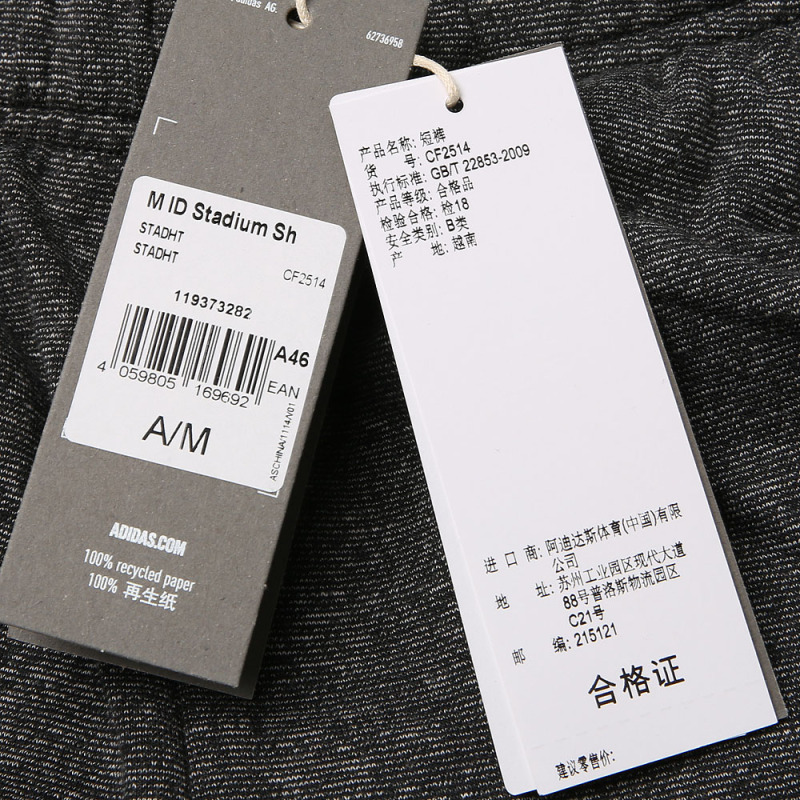 adidas AG.
62736958
M ID Stadium Sh
STADHT
STADHT
CF2514
119373282
A46
4 059805 169692 EAN
A/M
ASCHINA/1114/V01
ADIDAS.COM
100% recycled paper
100% 再生纸
产品名称: 短裤
货 号: CF2514
执行标准: GB/T 22853-2009
产品等级: 合格品
检验合格: 检18
安全类别: B类
产 地: 越南
进 口 商: 阿迪达斯体育(中国)有限
公司
地 址: 苏州工业园区现代大道
88号普洛斯物流园区
C21号
邮 编: 215121
合格证
建议零售价: